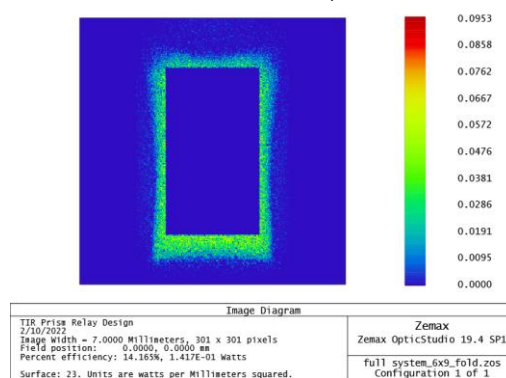 0.0953
0.0858
0.0762
0.0667
0.0572
0.0476
0.0381
0.0286
0.0191
0.0095
0.0000
Image Diagram
TIR Prism Relay Design
2/10/2022
Image Width = 7.0000 Millimeters, 301 x 301 pixels
Field position: 0.0000, 0.0000 mm
Percent efficiency: 14.165%, 1.417E-01 Watts
Surface: 23. Units are watts per Millimeters squared.
Zemax
Zemax OpticStudio 19.4 SP1
full system_6x9_fold.zos
Configuration 1 of 1